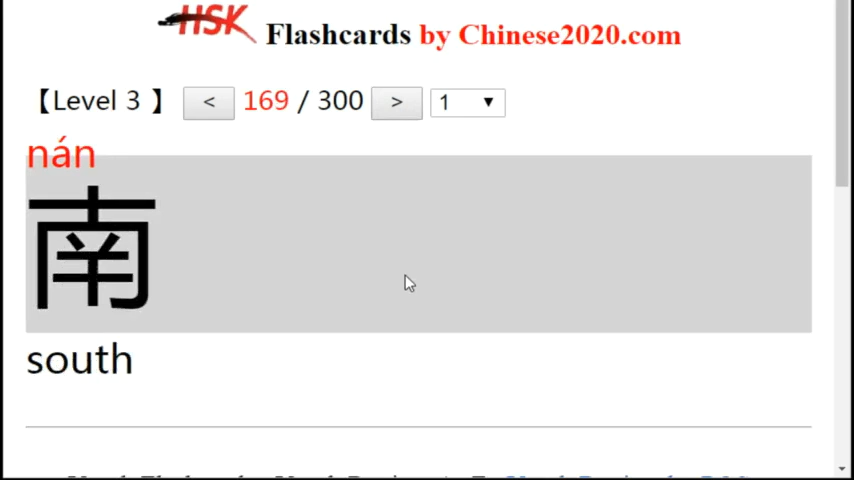 HSK Flashcards by Chinese2020.com
【Level 3 】 < 169 / 300 > 1 ▼
nán
南
south